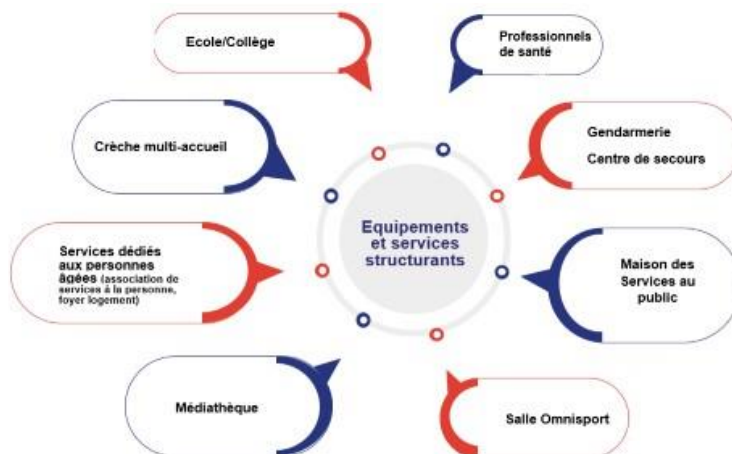 Ecole/Collège
Professionnels
de santé
Crèche multi-accueil
Gendarmerie
Centre de secours
Equipements
et services
structurants
Services dédiés
aux personnes
âgées (association de
services à la personne,
foyer logement)
Maison des
Services au
public
Médiathèque
Salle Omnisport